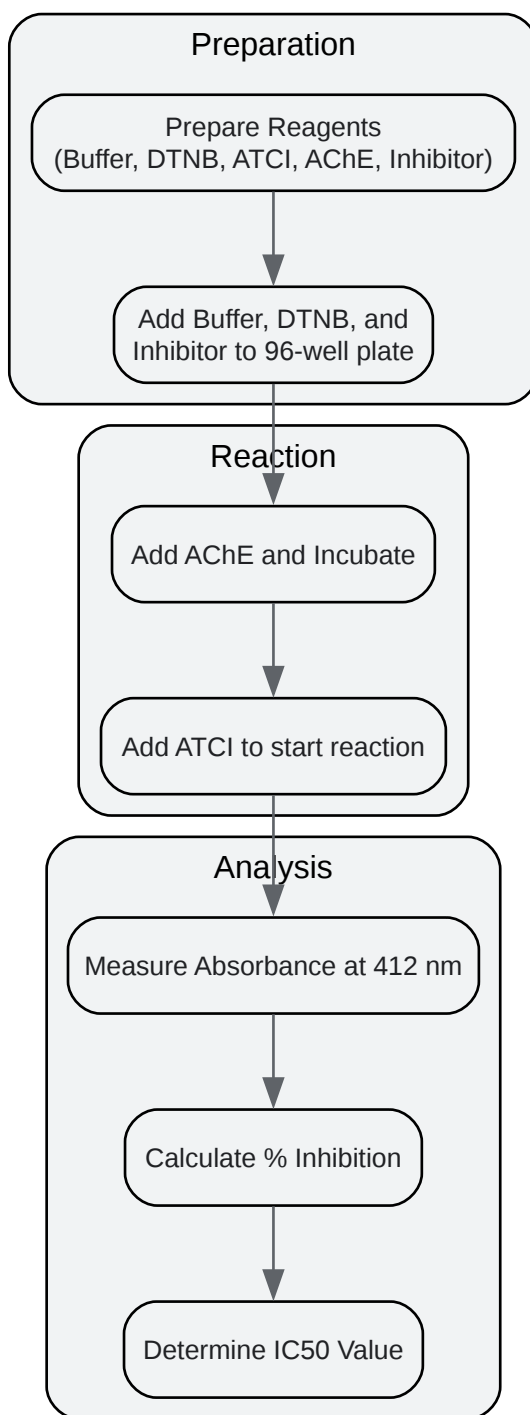 Preparation
Prepare Reagents
(Buffer, DTNB, ATCI, AChE, Inhibitor)
Add Buffer, DTNB, and
Inhibitor to 96-well plate
Reaction
Add AChE and Incubate
Add ATCI to start reaction
Analysis
Measure Absorbance at 412 nm
Calculate % Inhibition
Determine IC50 Value